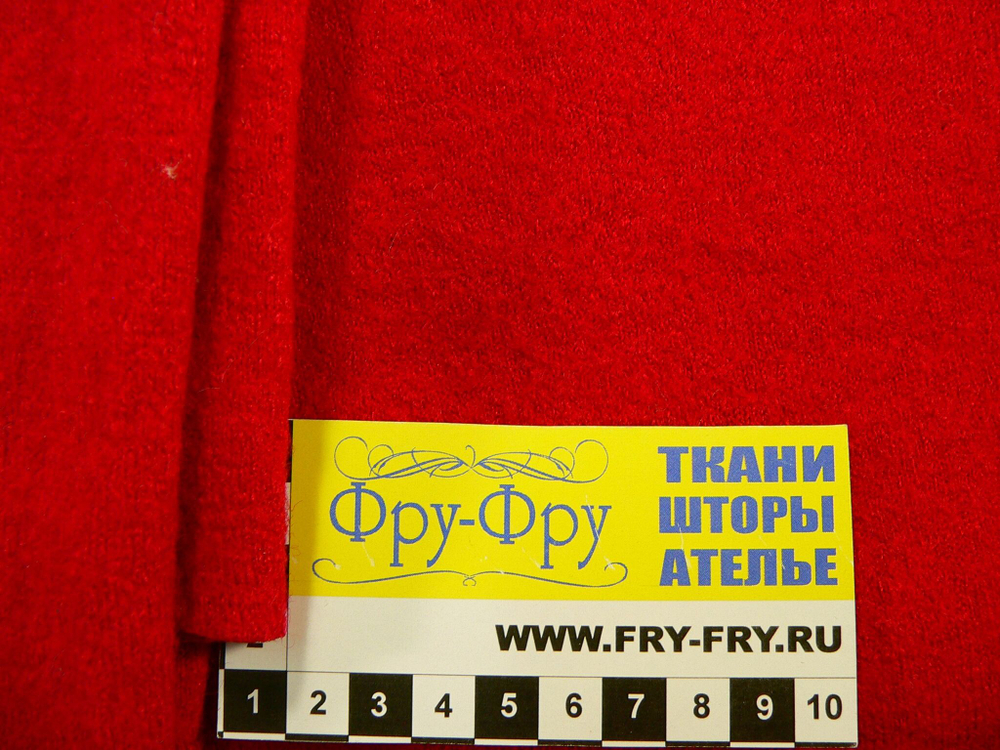 Фру-Фру
ТКАНИ
ШТОРЫ
АТЕЛЬЕ
WWW.FRY-FRY.RU
1 2 3 4 5 6 7 8 9 10